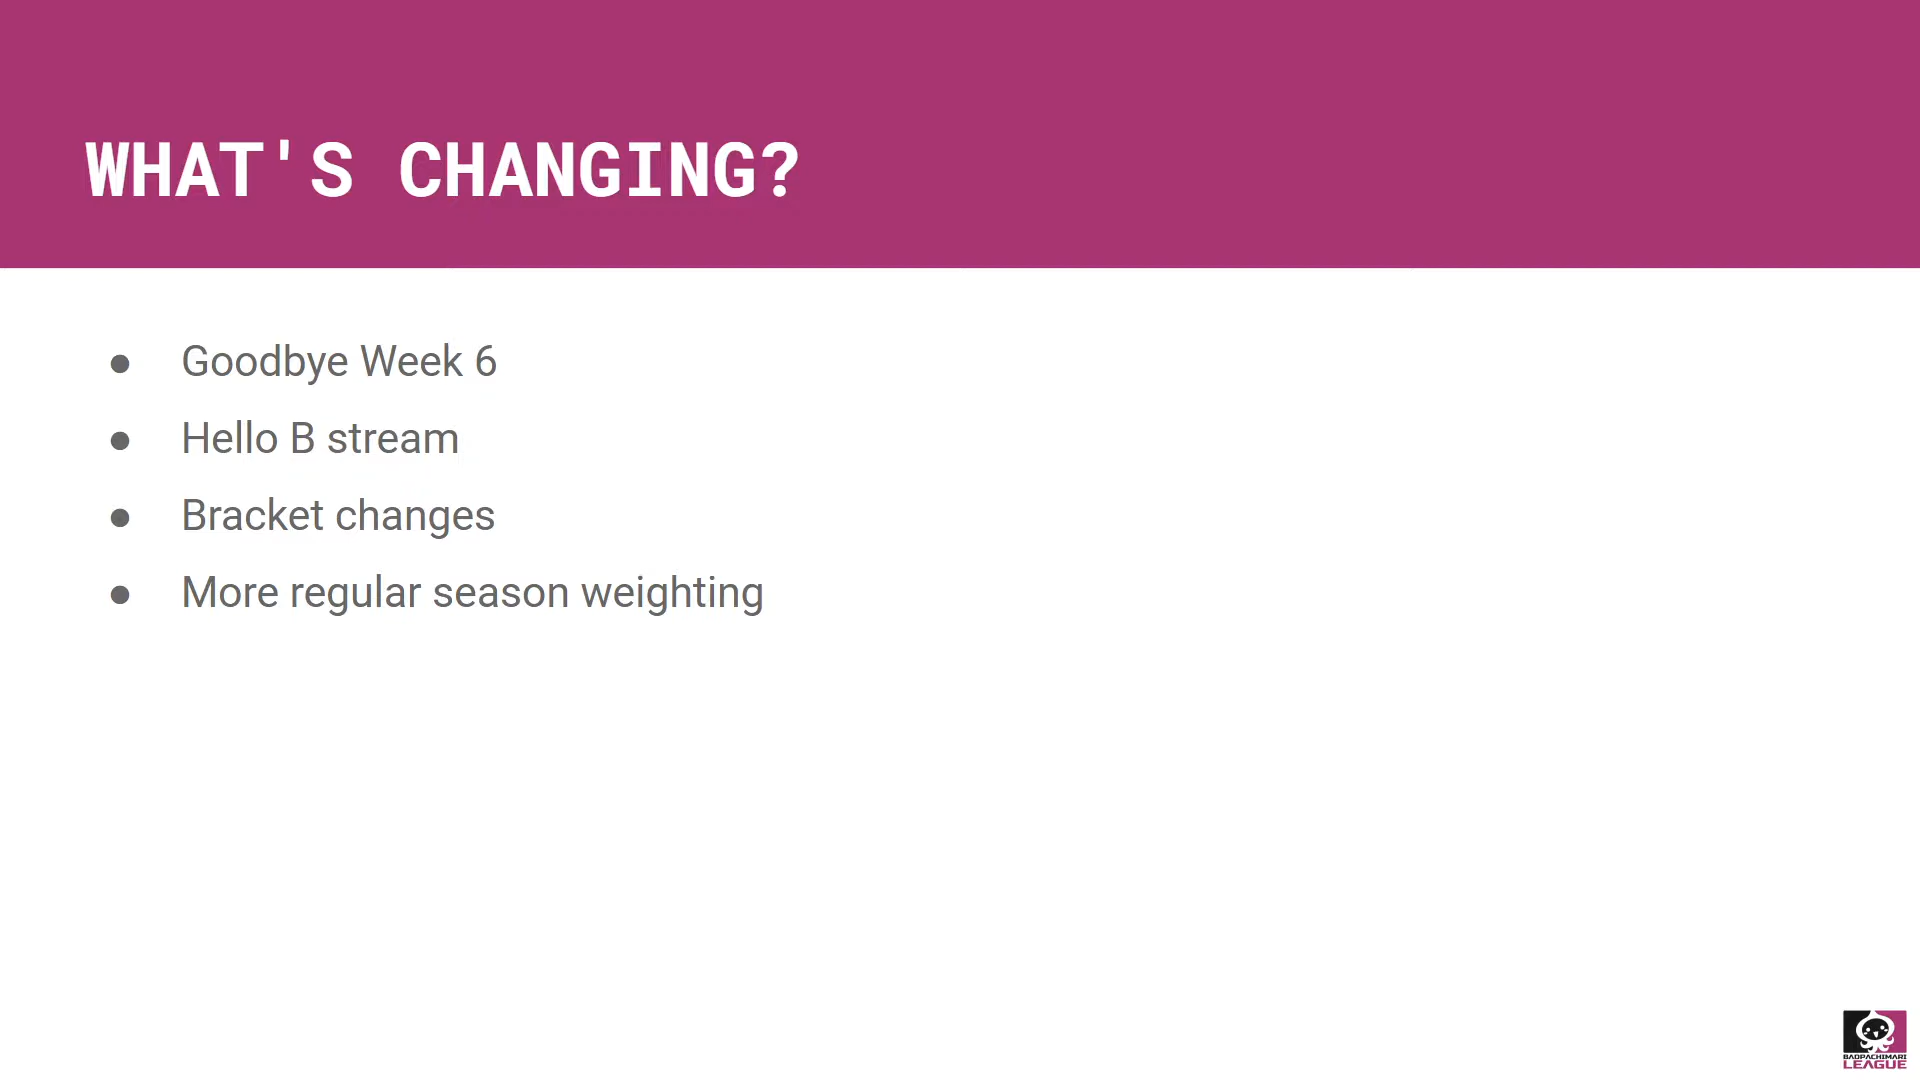 WHAT'S CHANGING?
● Goodbye Week 6
● Hello B stream
● Bracket changes
● More regular season weighting
BADPACHIMARI
LEAGUE